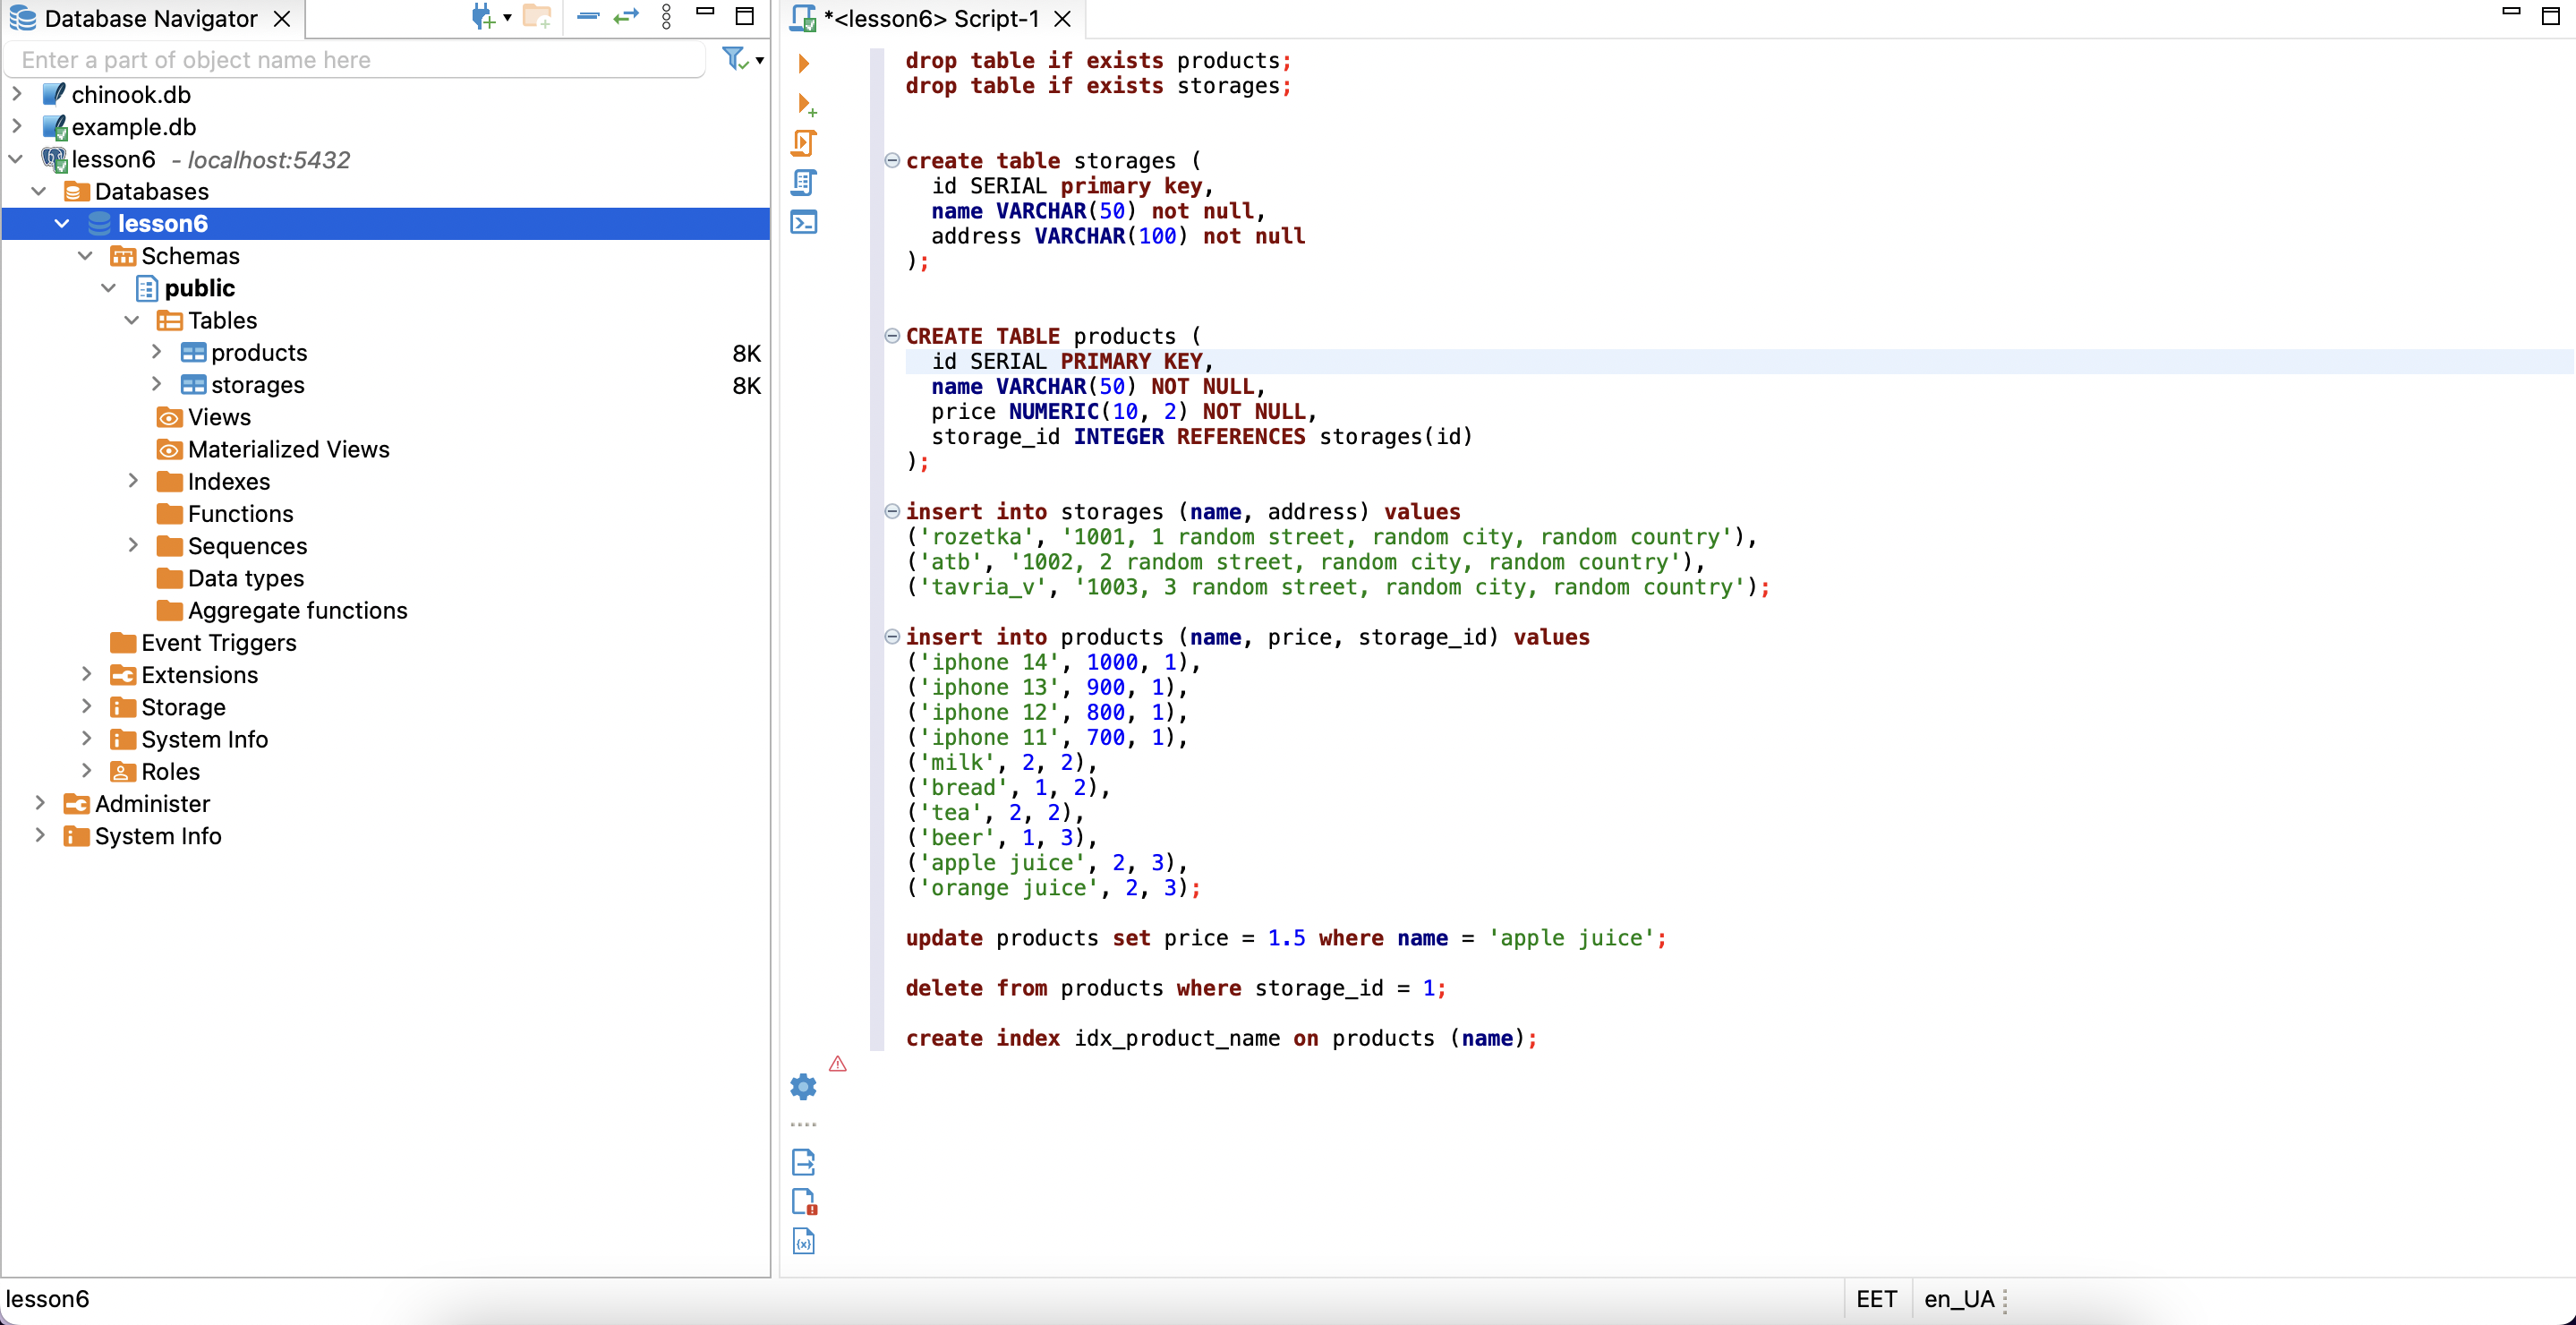 Database Navigator
Enter a part of object name here
chinook.db
example.db
lesson6 - localhost:5432
Databases
lesson6
Schemas
public
Tables
products 8K
storages 8K
Views
Materialized Views
Indexes
Functions
Sequences
Data types
Aggregate functions
Event Triggers
Extensions
Storage
System Info
Roles
Administer
System Info
*<lesson6> Script-1
drop table if exists products;
drop table if exists storages;
create table storages (
id SERIAL primary key,
name VARCHAR(50) not null,
address VARCHAR(100) not null
);
CREATE TABLE products (
id SERIAL PRIMARY KEY,
name VARCHAR(50) NOT NULL,
price NUMERIC(10, 2) NOT NULL,
storage_id INTEGER REFERENCES storages(id)
);
insert into storages (name, address) values
('rozetka', '1001, 1 random street, random city, random country'),
('atb', '1002, 2 random street, random city, random country'),
('tavria_v', '1003, 3 random street, random city, random country');
insert into products (name, price, storage_id) values
('iphone 14', 1000, 1),
('iphone 13', 900, 1),
('iphone 12', 800, 1),
('iphone 11', 700, 1),
('milk', 2, 2),
('bread', 1, 2),
('tea', 2, 2),
('beer', 1, 3),
('apple juice', 2, 3),
('orange juice', 2, 3);
update products set price = 1.5 where name = 'apple juice';
delete from products where storage_id = 1;
create index idx_product_name on products (name);
lesson6
EET
en_UA